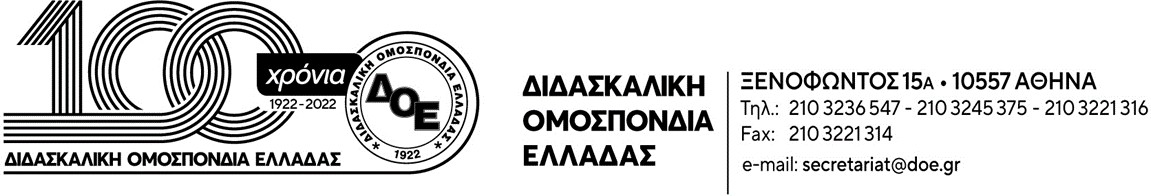 100
χρόνια
1922-2022
ΔΙΔΑΣΚΑΛΙΚΗ ΟΜΟΣΠΟΝΔΙΑ ΕΛΛΑΔΑΣ
ΔΟΕ
1922
ΔΙΔΑΣΚΑΛΙΚΗ ΟΜΟΣΠΟΝΔΙΑ ΕΛΛΑΔΑΣ
ΔΙΔΑΣΚΑΛΙΚΗ
ΟΜΟΣΠΟΝΔΙΑ
ΕΛΛΑΔΑΣ
ΞΕΝΟΦΩΝΤΟΣ 15Α • 10557 ΑΘΗΝΑ
Τηλ.: 210 3236 547 - 210 3245 375 - 210 3221 316
Fax: 210 3221 314
e-mail: secretariat@doe.gr